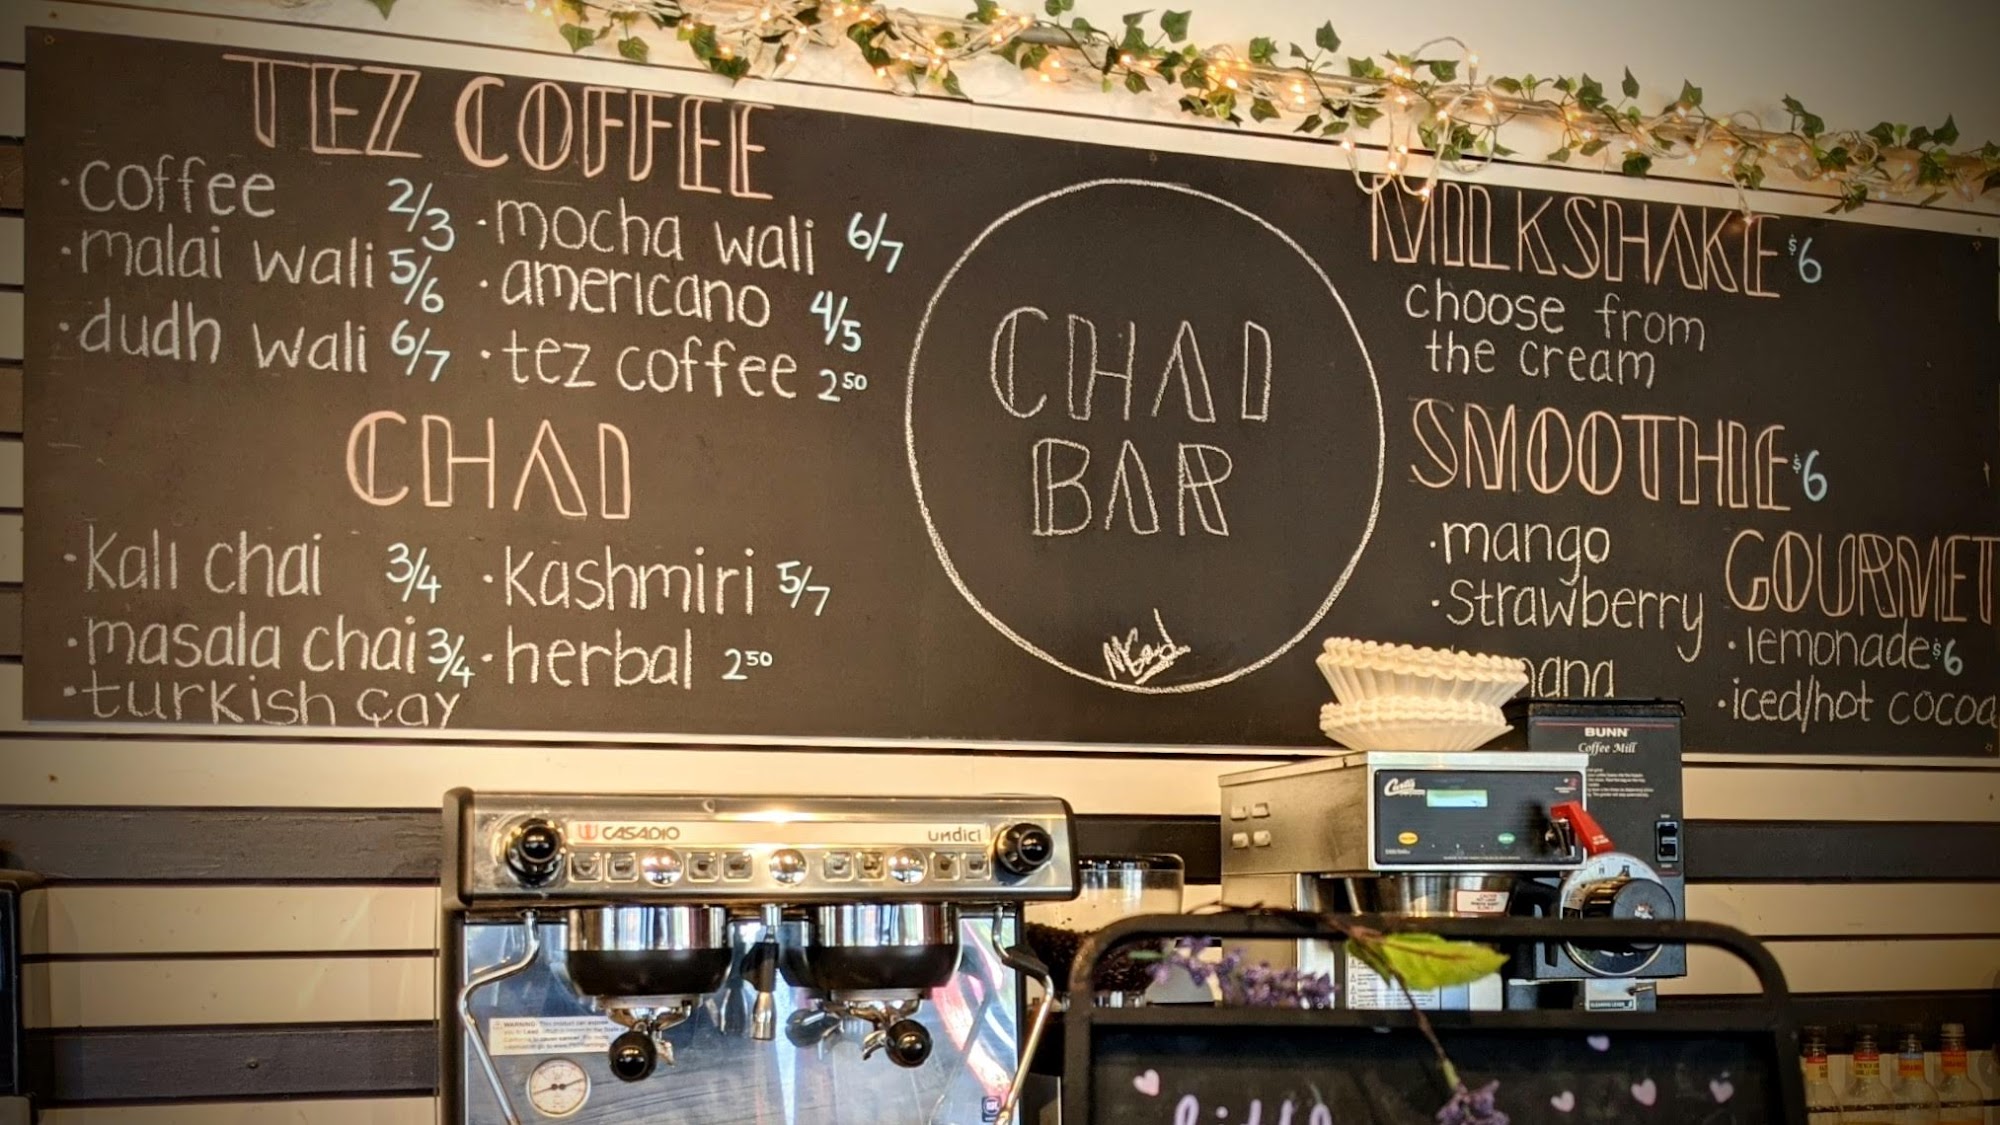 TEZ COFFEE
·coffee 2/3
·malai wali 5/6
·dudh wali 6/7
·mocha wali 6/7
·americano 4/5
·tez coffee 2 50
CHAI
·Kali chai 3/4
·masala chai 3/4
·turkish çay
·Kashmiri 5/7
·herbal 2 50
CHAI
BAR
MILKSHAKE $6
choose from
the cream
SMOOTHIE $6
·mango
·strawberry
GOURMET
·lemonade $6
·iced/hot cocoa
BUNN
Coffee Mill
Curtis
CASADIO
undici
WARNING